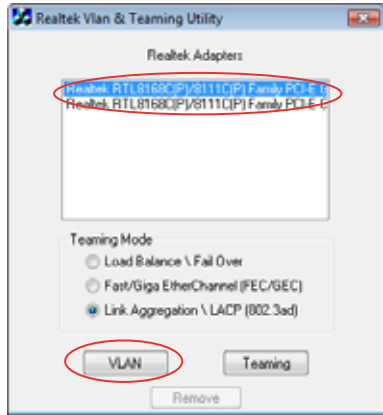 Realtek Vlan & Teaming Utility
Realtek Adapters
Realtek RTL8168C(P)/8111C(P) Family PCI-E
Realtek RTL8168C(P)/8111C(P) Family PCI-E
Teaming Mode
Load Balance \ Fail Over
Fast/Giga EtherChannel (FEC/GEC)
Link Aggregation \ LACP (802.3ad)
VLAN
Teaming
Remove